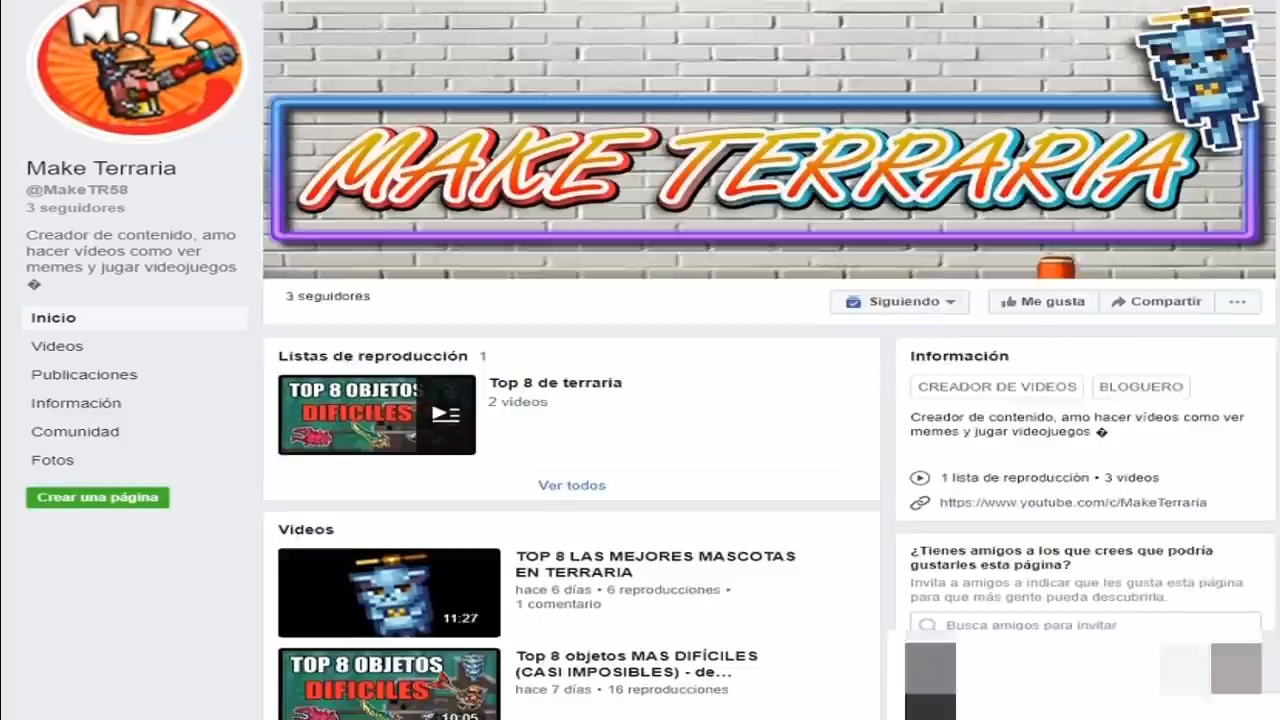 M.K.
Make Terraria
@MakeTR58
3 seguidores
Creador de contenido, amo
hacer vídeos como ver
memes y jugar videojuegos
�
Inicio
Videos
Publicaciones
Información
Comunidad
Fotos
Crear una página
MAKE TERRARIA
3 seguidores
Siguiendo
Me gusta
Compartir
Listas de reproducción 1
TOP 8 OBJETOS
DIFICILES
Top 8 de terraria
2 videos
Ver todos
Videos
11:27
TOP 8 LAS MEJORES MASCOTAS
EN TERRARIA
hace 6 días • 6 reproducciones •
1 comentario
TOP 8 OBJETOS
DIFICILES
10:05
Top 8 objetos MAS DIFÍCILES
(CASI IMPOSIBLES) - de...
hace 7 días • 16 reproducciones
Información
CREADOR DE VIDEOS
BLOGUERO
Creador de contenido, amo hacer vídeos como ver
memes y jugar videojuegos �
1 lista de reproducción • 3 videos
https://www.youtube.com/c/MakeTerraria
¿Tienes amigos a los que crees que podría
gustarles esta página?
Invita a amigos a indicar que les gusta esta página
para que más gente pueda descubrirla.
Busca amigos para invitar